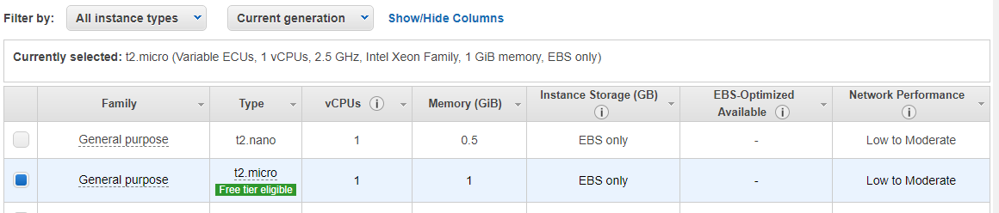 Filter by: All instance types Current generation Show/Hide Columns
Currently selected: t2.micro (Variable ECUs, 1 vCPUs, 2.5 GHz, Intel Xeon Family, 1 GiB memory, EBS only)
Family Type vCPUs i Memory (GiB) Instance Storage (GB) i EBS-Optimized Available i Network Performance i
General purpose t2.nano 1 0.5 EBS only - Low to Moderate
General purpose t2.micro Free tier eligible 1 1 EBS only - Low to Moderate